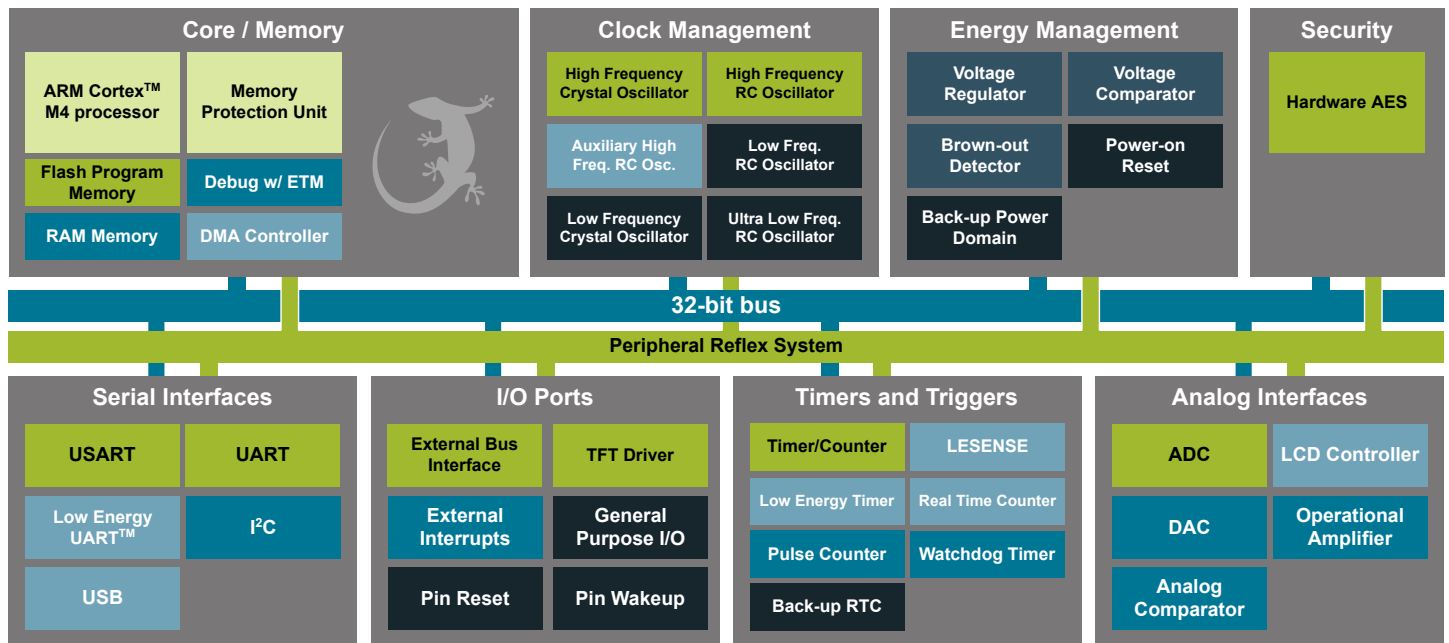 Core / Memory
ARM Cortex™
M4 processor
Memory
Protection Unit
Flash Program
Memory
Debug w/ ETM
RAM Memory
DMA Controller
Clock Management
High Frequency
Crystal Oscillator
High Frequency
RC Oscillator
Auxiliary High
Freq. RC Osc.
Low Freq.
RC Oscillator
Low Frequency
Crystal Oscillator
Ultra Low Freq.
RC Oscillator
Energy Management
Voltage
Regulator
Voltage
Comparator
Brown-out
Detector
Power-on
Reset
Back-up Power
Domain
Security
Hardware AES
32-bit bus
Peripheral Reflex System
Serial Interfaces
USART
UART
Low Energy
UART™
I²C
USB
I/O Ports
External Bus
Interface
TFT Driver
External
Interrupts
General
Purpose I/O
Pin Reset
Pin Wakeup
Timers and Triggers
Timer/Counter
LESENSE
Low Energy Timer
Real Time Counter
Pulse Counter
Watchdog Timer
Back-up RTC
Analog Interfaces
ADC
LCD Controller
DAC
Operational
Amplifier
Analog
Comparator